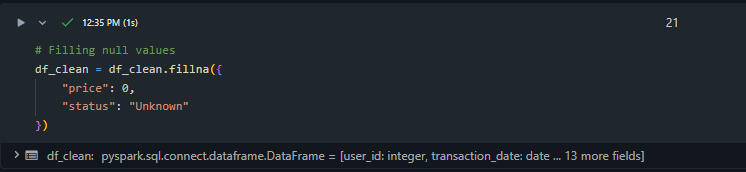 12:35 PM (1s)
21
# Filling null values
df_clean = df_clean.fillna({
    "price": 0,
    "status": "Unknown"
})
df_clean: pyspark.sql.connect.dataframe.DataFrame = [user_id: integer, transaction_date: date ... 13 more fields]